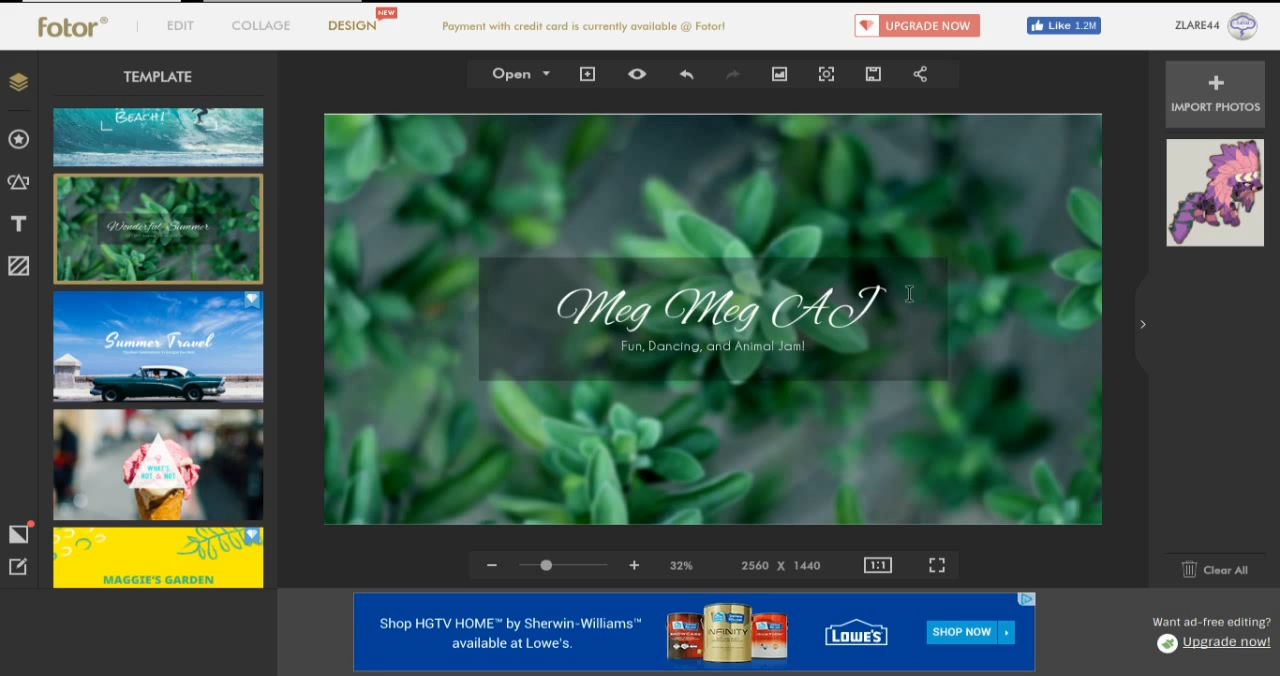 fotor®
EDIT
COLLAGE
DESIGN
NEW
Payment with credit card is currently available @ Fotor!
UPGRADE NOW
Like 1.2M
ZLARE44
TEMPLATE
Open
IMPORT PHOTOS
BEACH!
Wonderful Summer
Summer Travel
WHAT'S
HOT & NOT
MAGGIE'S GARDEN
Meg Meg AJ
Fun, Dancing, and Animal Jam!
32%
2560 X 1440
1:1
Clear All
Shop HGTV HOME™ by Sherwin-Williams™
available at Lowe's.
INFINITY
LOWE'S
SHOP NOW
Want ad-free editing?
Upgrade now!